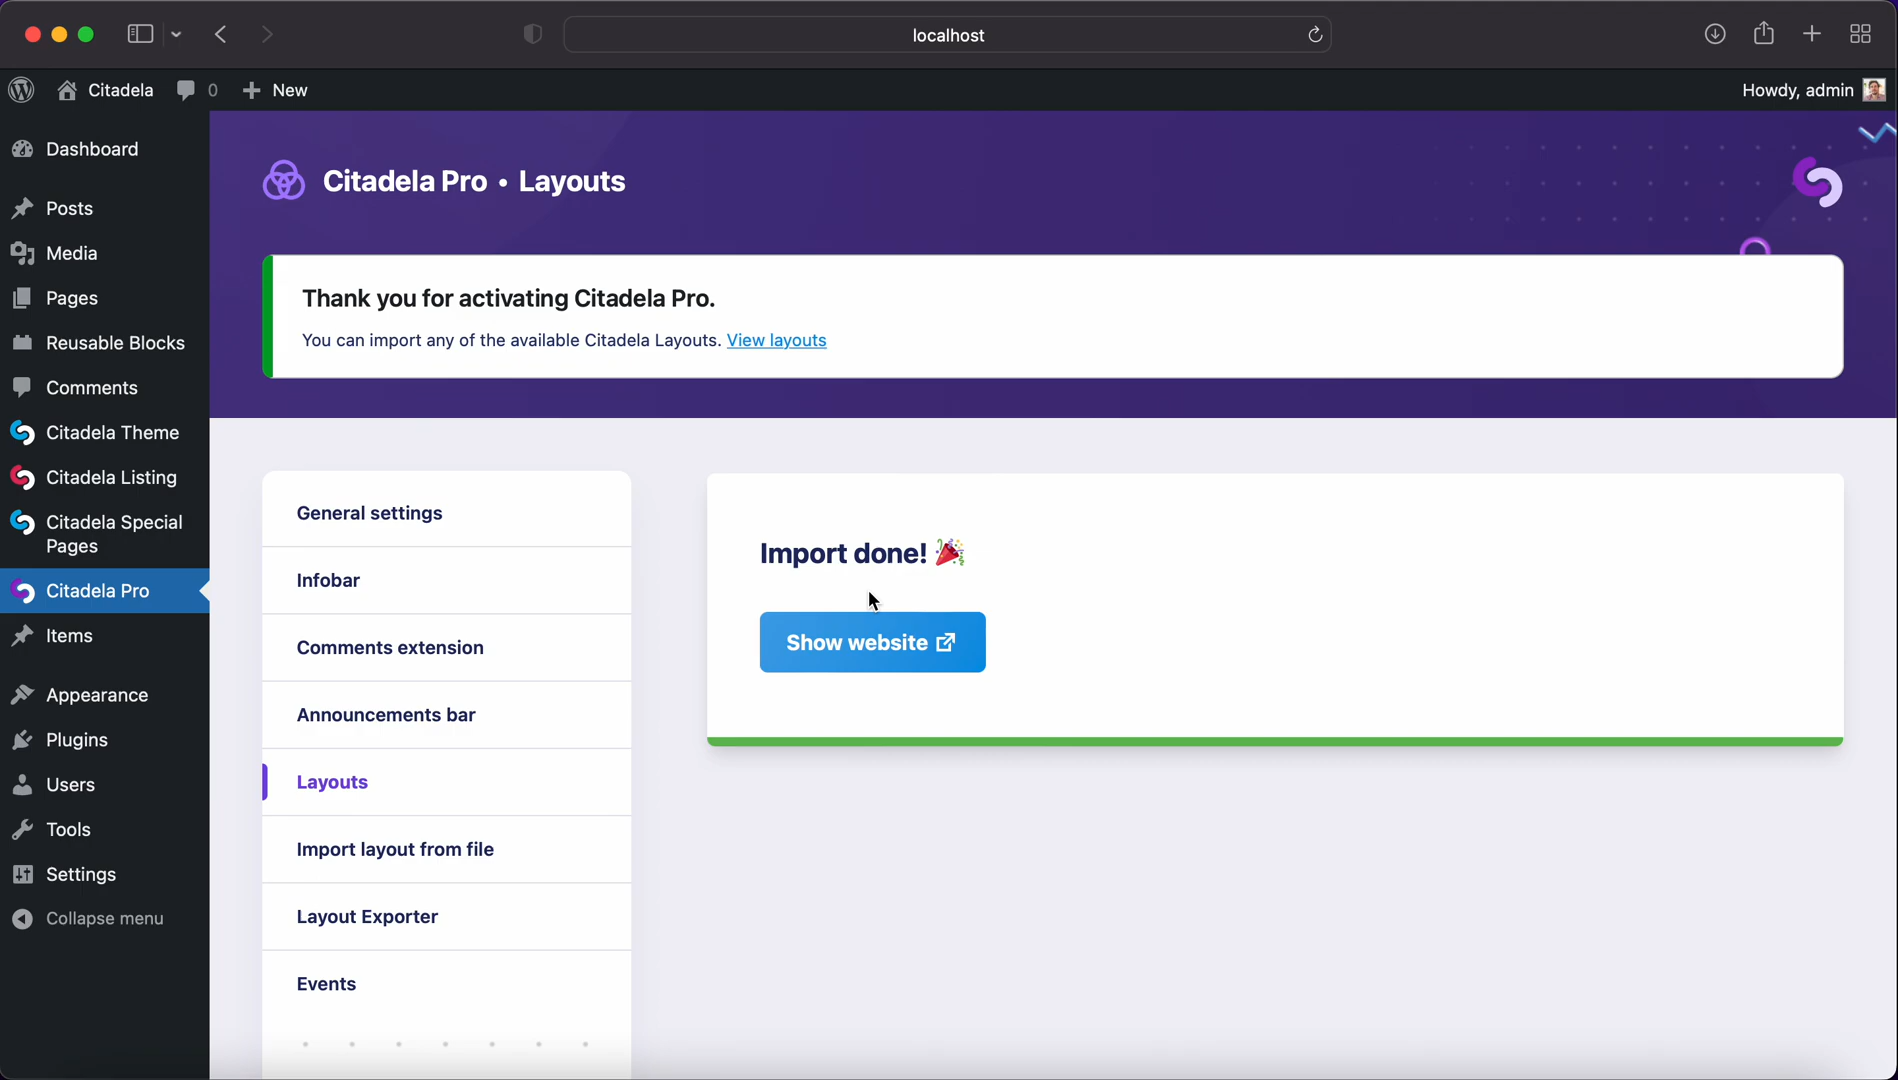 localhost
Citadela
0
New
Howdy, admin
Dashboard
Posts
Media
Pages
Reusable Blocks
Comments
Citadela Theme
Citadela Listing
Citadela Special
Pages
Citadela Pro
Items
Appearance
Plugins
Users
Tools
Settings
Collapse menu
Citadela Pro • Layouts
Thank you for activating Citadela Pro.
You can import any of the available Citadela Layouts. View layouts
General settings
Infobar
Comments extension
Announcements bar
Layouts
Import layout from file
Layout Exporter
Events
Import done! 🎉
Show website